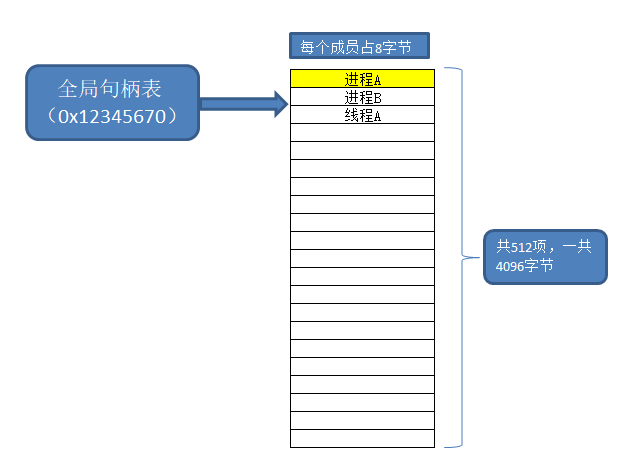 每个成员占8字节
全局句柄表
（0x12345670）
进程A
进程B
线程A
共512项，一共
4096字节